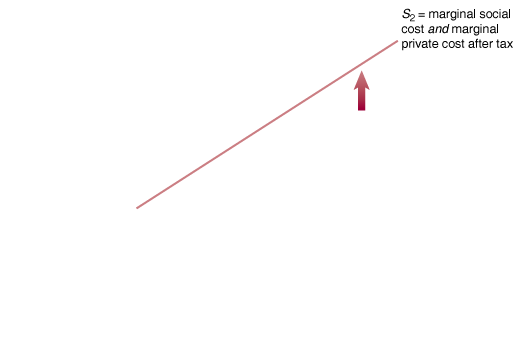 S2 = marginal social
cost and marginal
private cost after tax